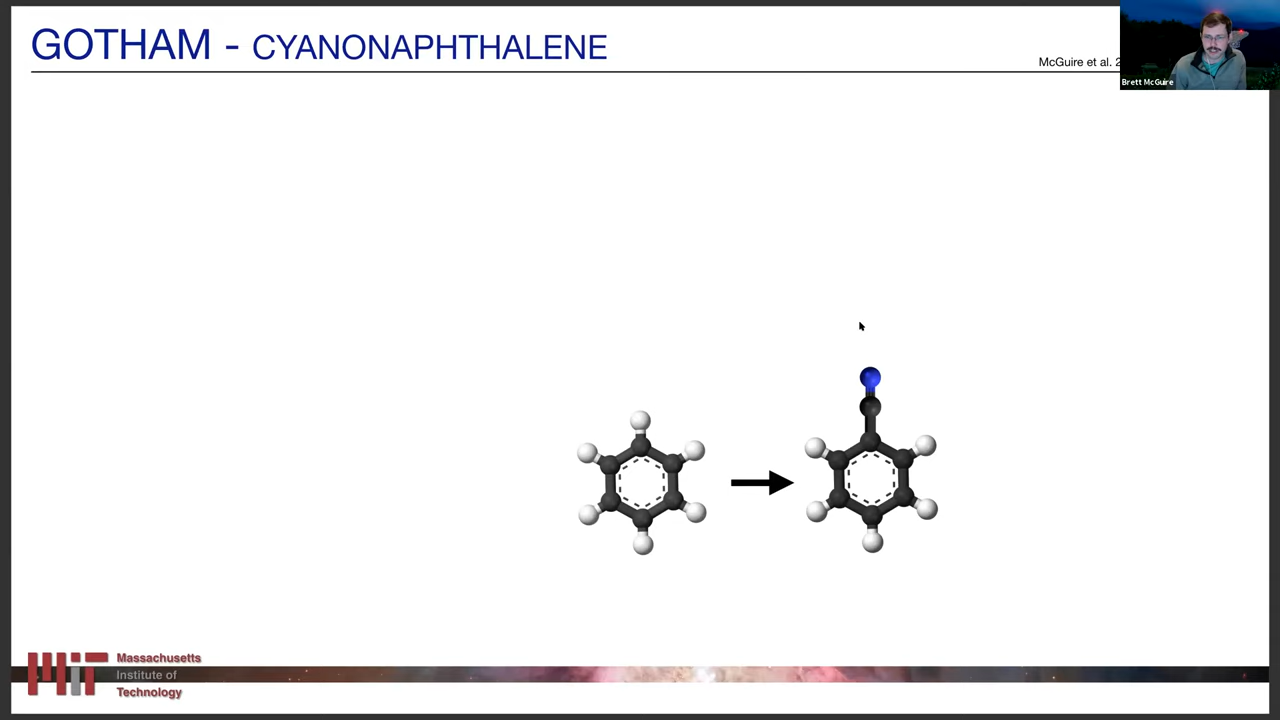 GOTHAM - CYANONAPHTHALENE
McGuire et al.
Brett McGuire
Massachusetts
Institute of
Technology